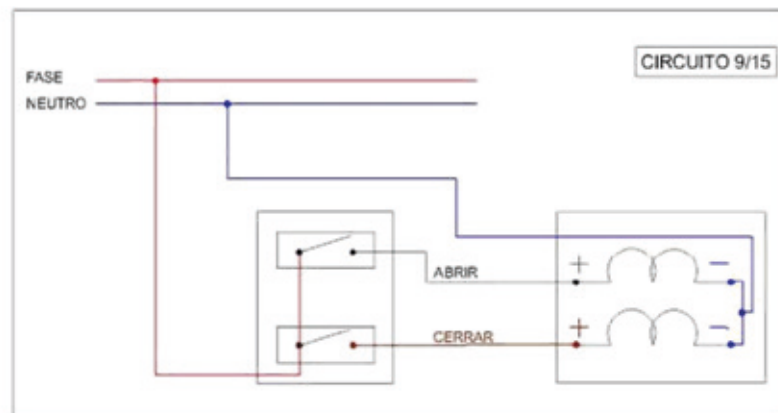 CIRCUITO 9/15
FASE
NEUTRO
ABRIR
+ −
CERRAR
+ −